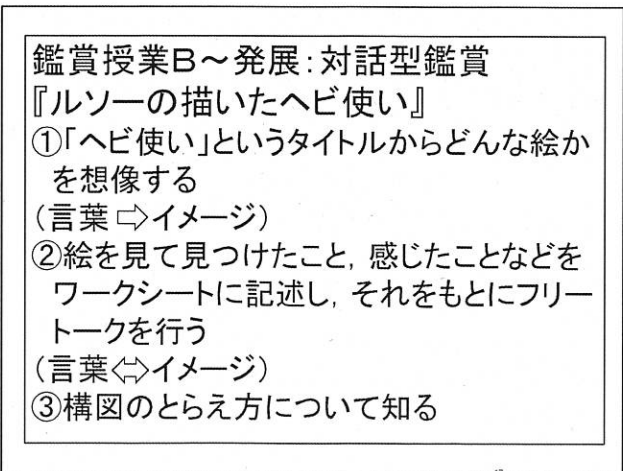 鑑賞授業B～発展:対話型鑑賞
『ルソーの描いたヘビ使い』
①「ヘビ使い」というタイトルからどんな絵か
を想像する
(言葉⇨イメージ)
②絵を見て見つけたこと, 感じたことなどを
ワークシートに記述し, それをもとにフリー
トークを行う
(言葉⬄イメージ)
③構図のとらえ方について知る